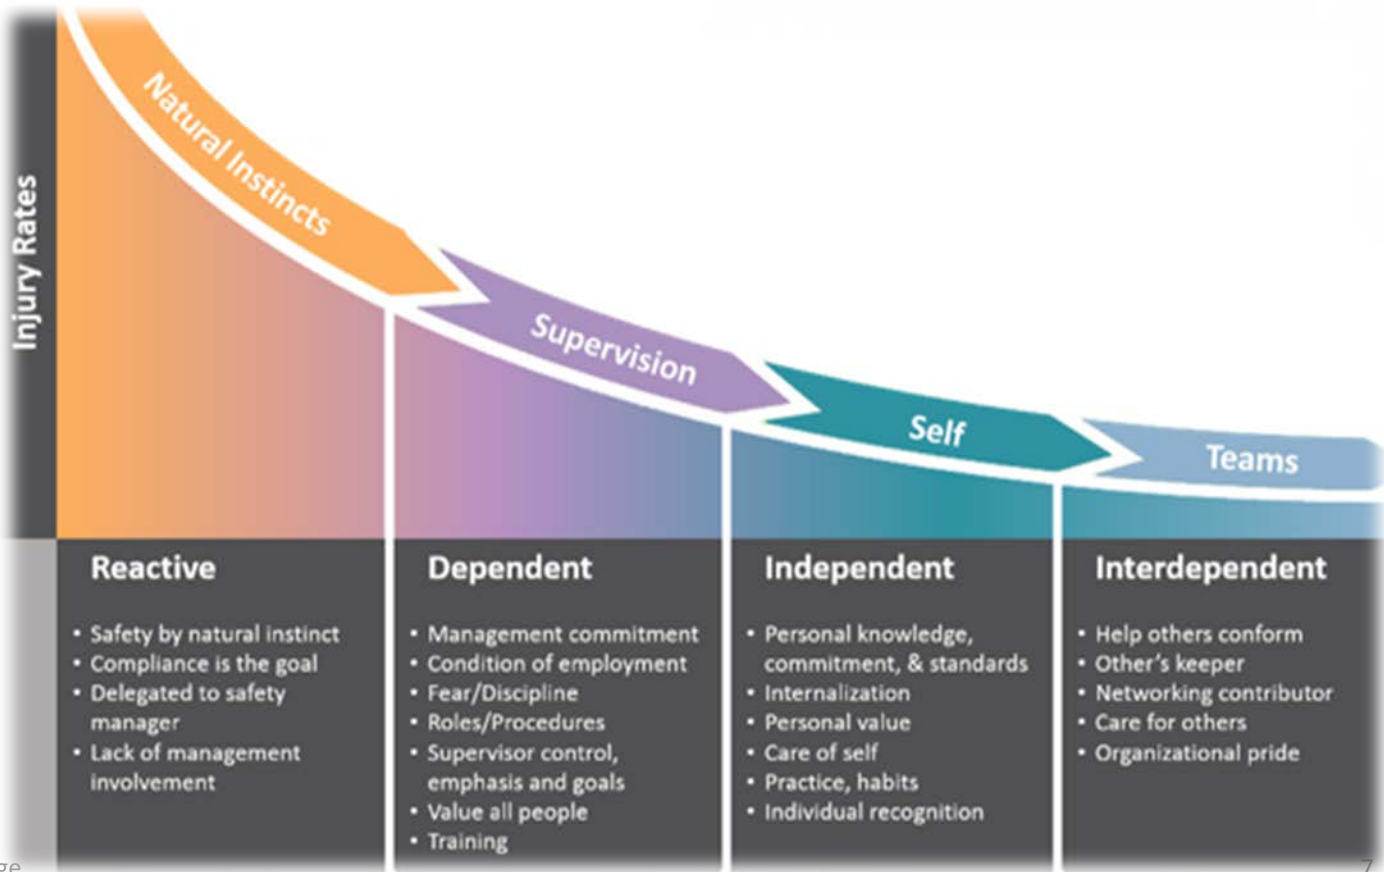 Natural Instincts
Supervision
Self
Teams
Injury Rates
Reactive
• Safety by natural instinct
• Compliance is the goal
• Delegated to safety
manager
• Lack of management
involvement
Dependent
• Management commitment
• Condition of employment
• Fear/Discipline
• Roles/Procedures
• Supervisor control,
emphasis and goals
• Value all people
• Training
Independent
• Personal knowledge,
commitment, & standards
• Internalization
• Personal value
• Care of self
• Practice, habits
• Individual recognition
Interdependent
• Help others conform
• Other's keeper
• Networking contributor
• Care for others
• Organizational pride
7